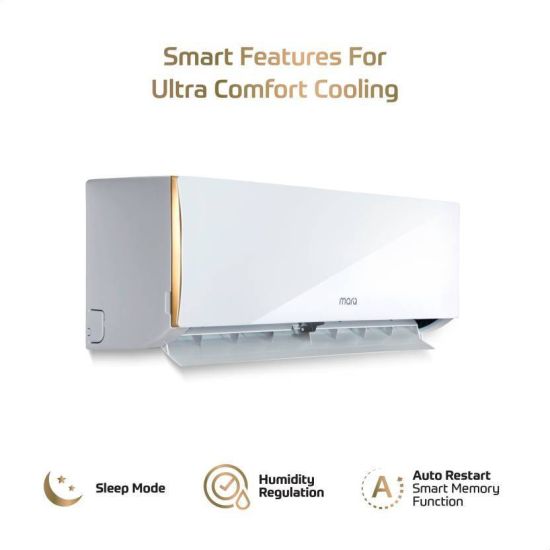 Smart Features For
Ultra Comfort Cooling
marq
Sleep Mode
Humidity
Regulation
A
Auto Restart
Smart Memory
Function